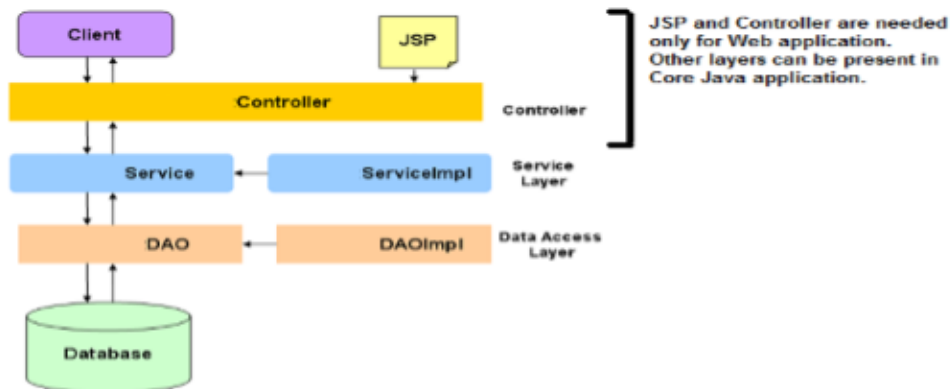 Client
JSP
JSP and Controller are needed
only for Web application.
Other layers can be present in
Core Java application.
:Controller
Controller
Service
ServiceImpl
Service
Layer
:DAO
DAOImpl
Data Access
Layer
Database